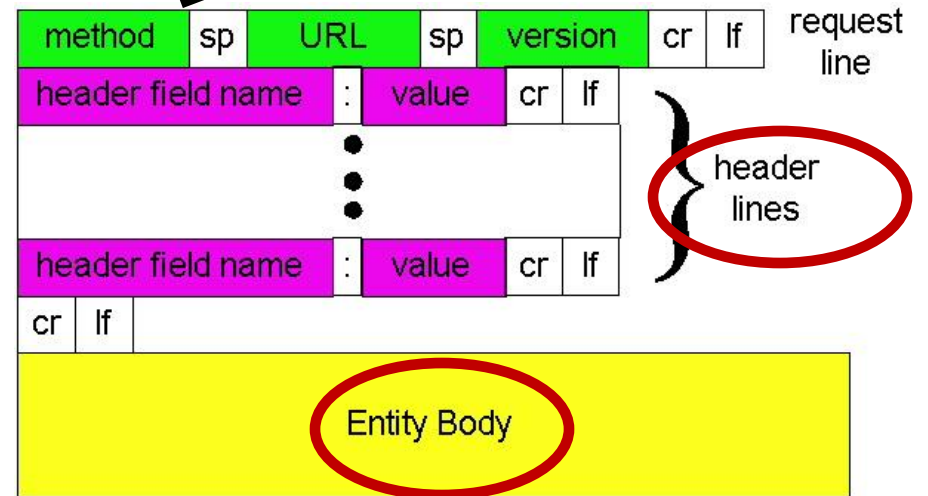 method sp URL sp version cr lf request line
header field name : value cr lf
header lines
header field name : value cr lf
cr lf
Entity Body